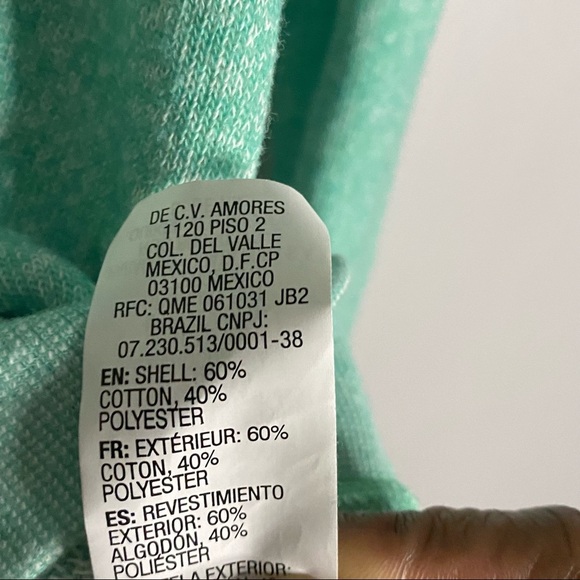 DE C.V. AMORES
1120 PISO 2
COL. DEL VALLE
MEXICO, D.F.CP
03100 MEXICO
RFC: QME 061031 JB2
BRAZIL CNPJ:
07.230.513/0001-38
EN: SHELL: 60%
COTTON, 40%
POLYESTER
FR: EXTÉRIEUR: 60%
COTON, 40%
POLYESTER
ES: REVESTIMIENTO
EXTERIOR: 60%
ALGODÓN, 40%
POLIÉSTER
TELA EXTERIOR: